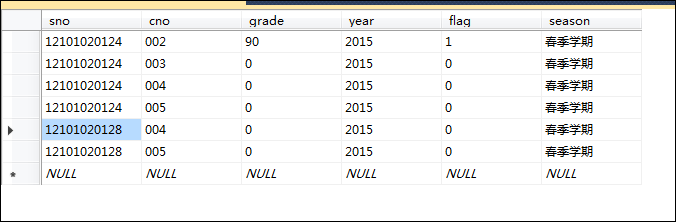 sno cno grade year flag season
12101020124 002 90 2015 1 春季学期
12101020124 003 0 2015 0 春季学期
12101020124 004 0 2015 0 春季学期
12101020124 005 0 2015 0 春季学期
12101020128 004 0 2015 0 春季学期
12101020128 005 0 2015 0 春季学期
NULL NULL NULL NULL NULL NULL